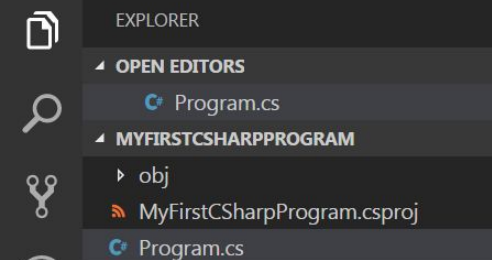 EXPLORER
OPEN EDITORS
C# Program.cs
MYFIRSTCSHARPPROGRAM
obj
MyFirstCSharpProgram.csproj
C# Program.cs